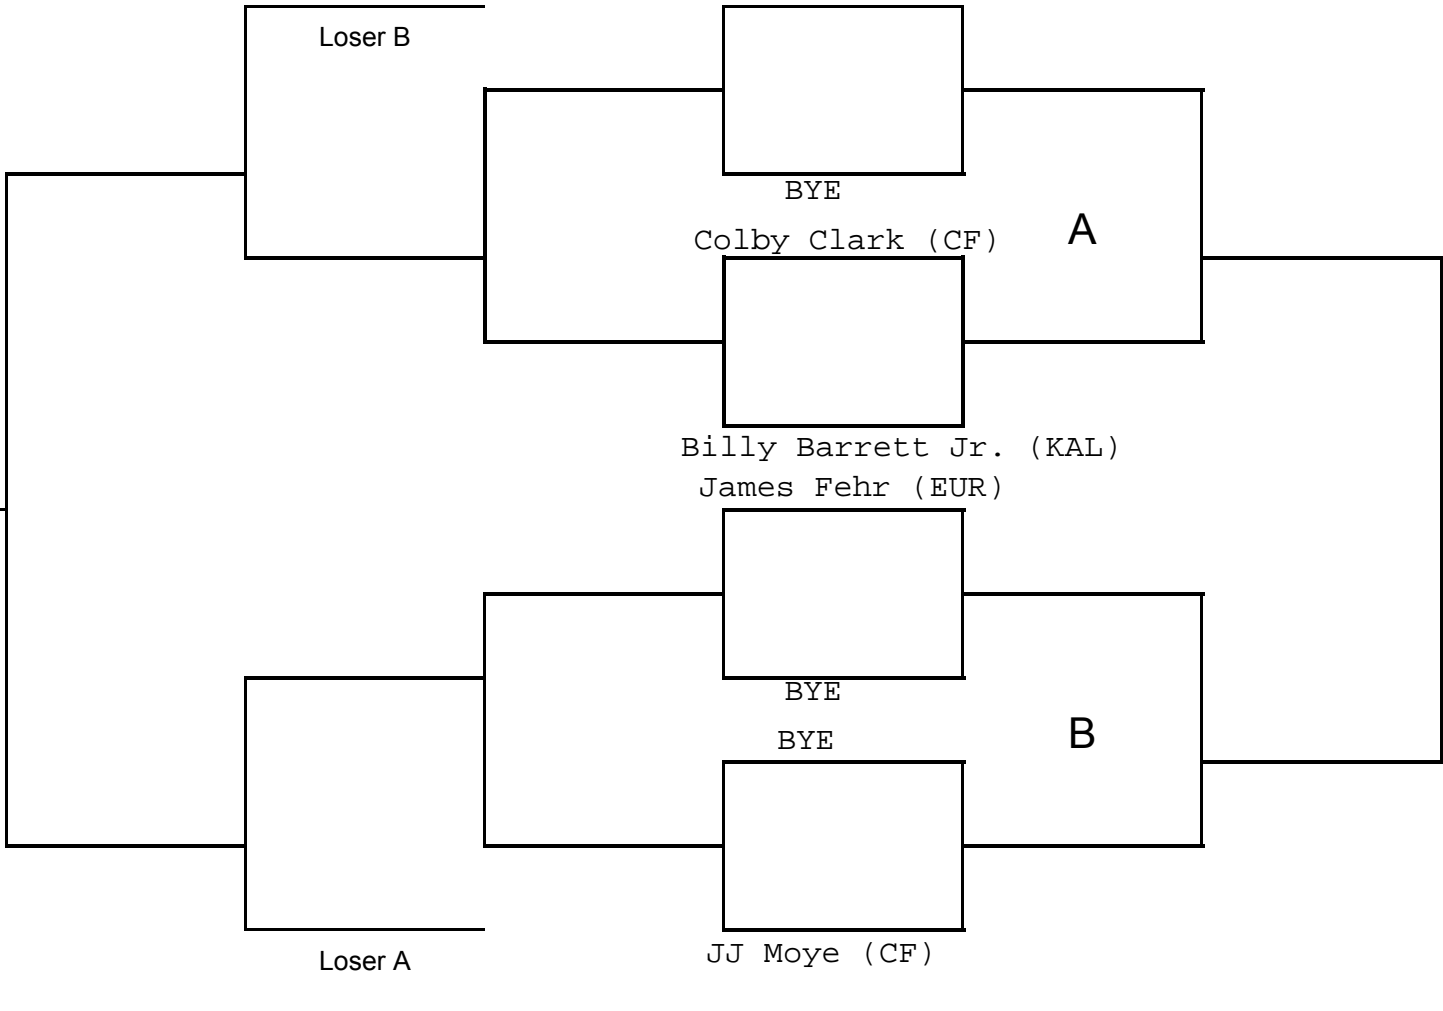 Loser B
BYE
Colby Clark (CF)
A
Billy Barrett Jr. (KAL)
James Fehr (EUR)
BYE
BYE
B
JJ Moye (CF)
Loser A